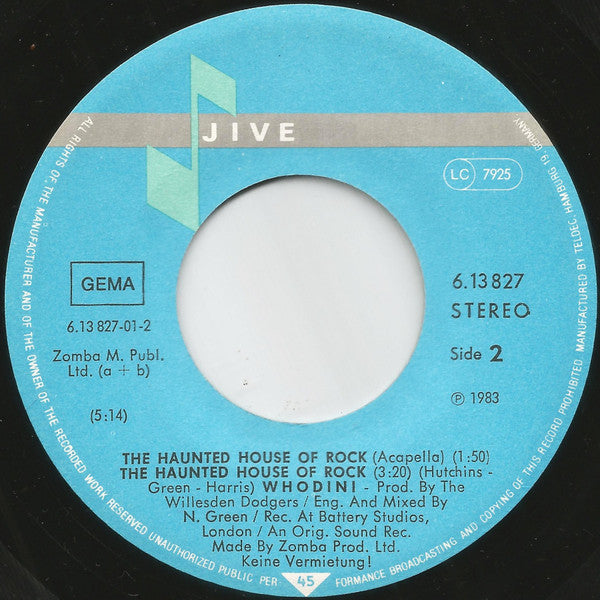 JIVE
LC 7925
GEMA
6.13 827-01-2
Zomba M. Publ.
Ltd. (a + b)
(5:14)
6.13 827
STEREO
Side 2
℗ 1983
THE HAUNTED HOUSE OF ROCK (Acapella) (1:50)
THE HAUNTED HOUSE OF ROCK (3:20) (Hutchins -
Green - Harris) WHODINI - Prod. By The
Willesden Dodgers / Eng. And Mixed By
N. Green / Rec. At Battery Studios,
London / An Orig. Sound Rec.
Made By Zomba Prod. Ltd.
Keine Vermietung!
ALL RIGHTS OF THE MANUFACTURER AND OF THE OWNER OF THE RECORDED WORK RESERVED UNAUTHORIZED PUBLIC PER- 45 FORMANCE BROADCASTING AND COPYING OF THIS RECORD PROHIBITED MANUFACTURED BY TELDEC, HAMBURG 19 GERMANY